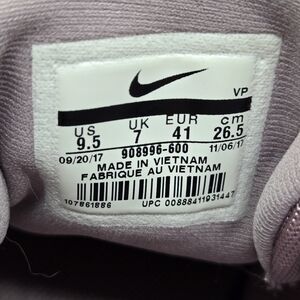 VP
US UK EUR cm
9.5 7 41 26.5
09/20/17 908996-600 11/06/17
MADE IN VIETNAM
FABRIQUE AU VIETNAM
107861886 UPC 00888411931447